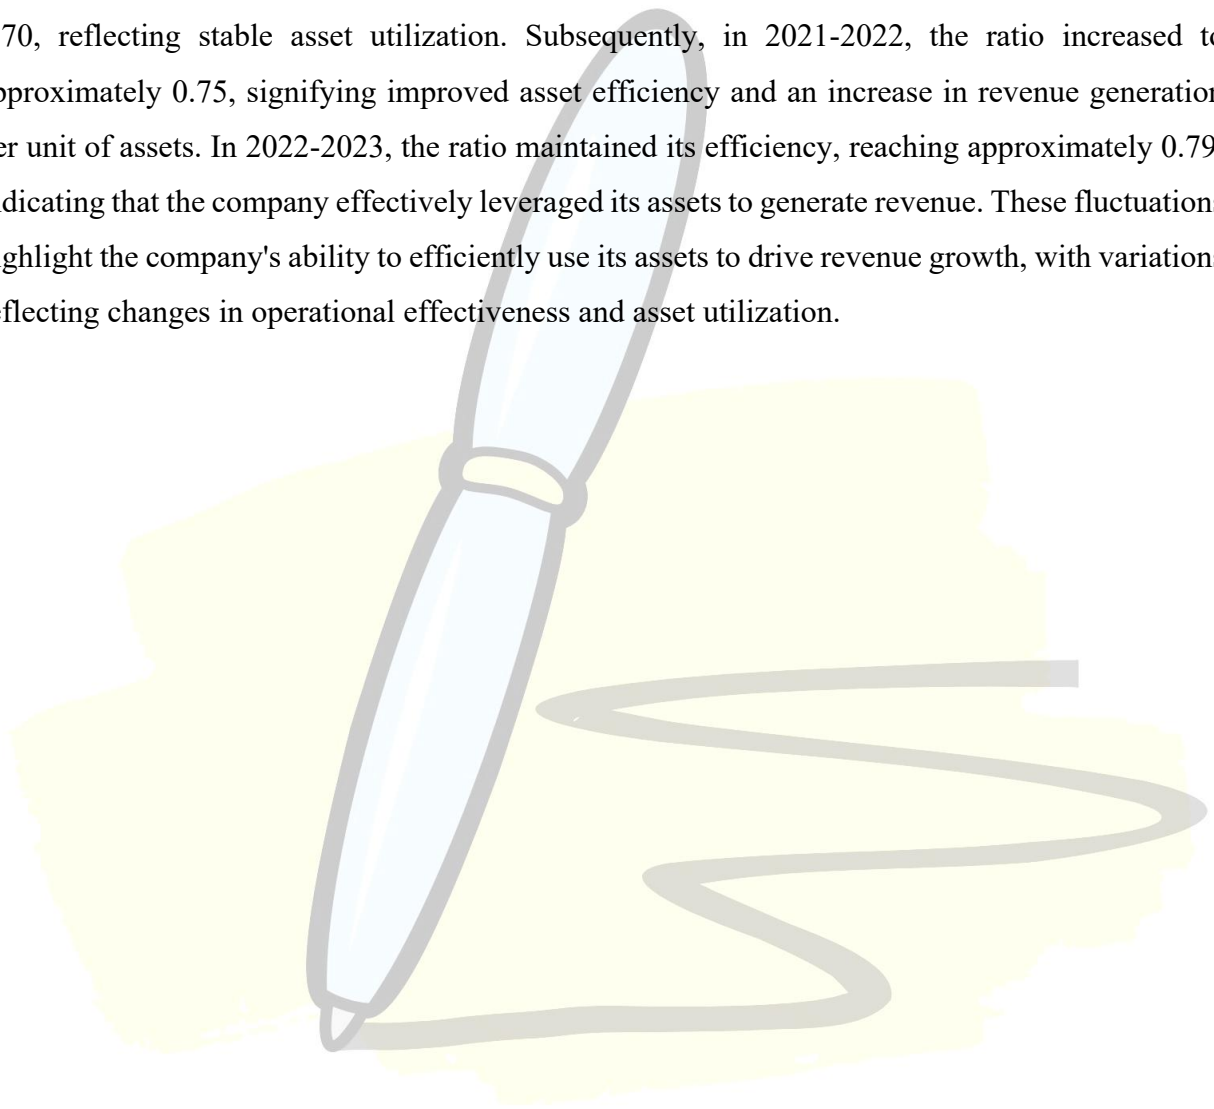 70, reflecting stable asset utilization. Subsequently, in 2021-2022, the ratio increased to
pproximately 0.75, signifying improved asset efficiency and an increase in revenue generation
er unit of assets. In 2022-2023, the ratio maintained its efficiency, reaching approximately 0.79
ndicating that the company effectively leveraged its assets to generate revenue. These fluctuations
ghlight the company's ability to efficiently use its assets to drive revenue growth, with variations
eflecting changes in operational effectiveness and asset utilization.